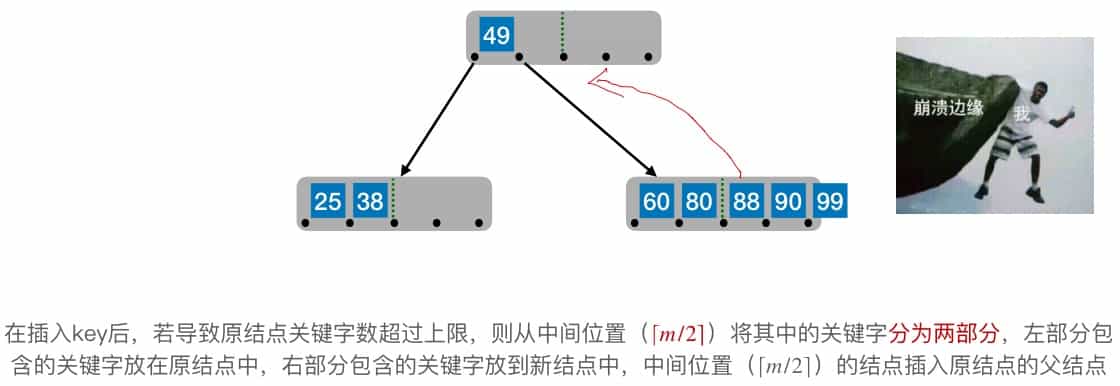 49
崩溃边缘 我
25 38
60 80 88 90 99
在插入key后，若导致原结点关键字数超过上限，则从中间位置（⌈m/2⌉）将其中的关键字分为两部分，左部分包
含的关键字放在原结点中，右部分包含的关键字放到新结点中，中间位置（⌈m/2⌉）的结点插入原结点的父结点